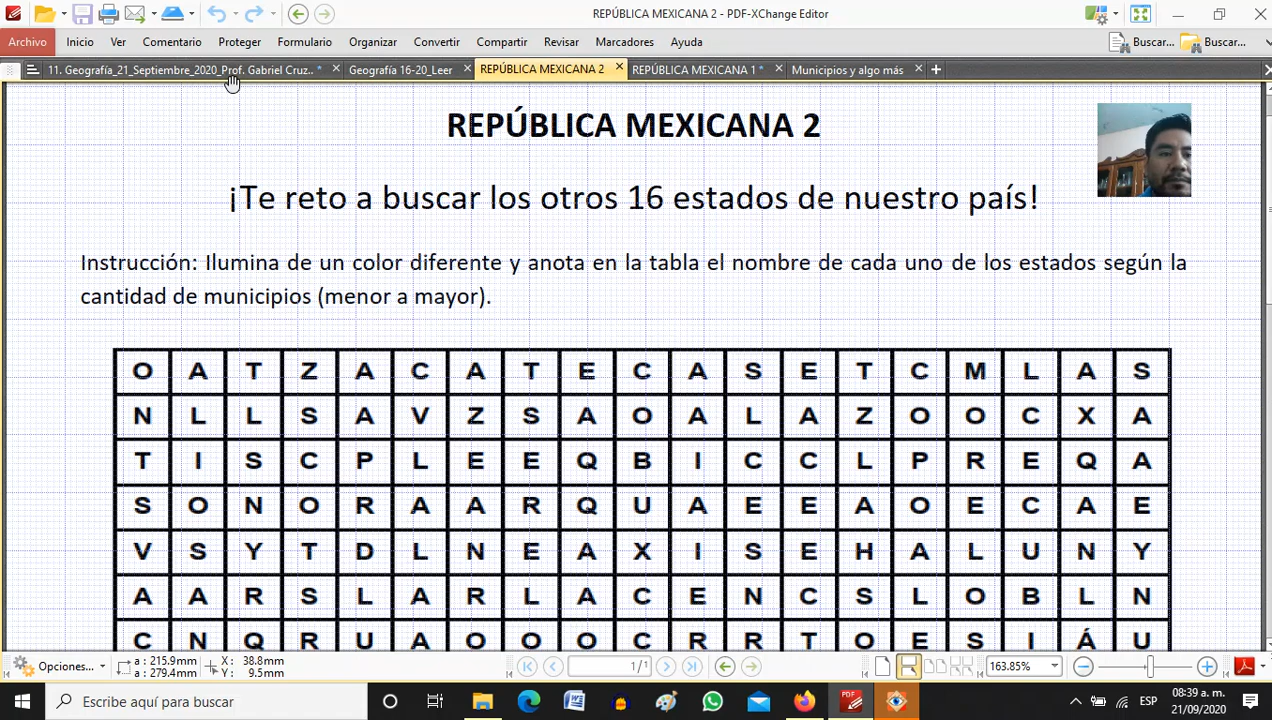 REPÚBLICA MEXICANA 2 - PDF-XChange Editor
Archivo Inicio Ver Comentario Proteger Formulario Organizar Convertir Compartir Revisar Marcadores Ayuda Buscar... Buscar...
11. Geografía_21_Septiembre_2020_Prof. Gabriel Cruz.. * Geografía 16-20_Leer REPÚBLICA MEXICANA 2 REPÚBLICA MEXICANA 1 * Municipios y algo más
REPÚBLICA MEXICANA 2
¡Te reto a buscar los otros 16 estados de nuestro país!
Instrucción: Ilumina de un color diferente y anota en la tabla el nombre de cada uno de los estados según la
cantidad de municipios (menor a mayor).
O A T Z A C A T E C A S E T C M L A S
N L L S A V Z S A O A L A Z O O C X A
T I S C P L E E Q B I C C L P R E Q A
S O N O R A A R Q U A E E A O E C A E
V S Y T D L N E A X I S E H A L U N Y
A A R S L A R L A C E N C S L O B L N
C N Q R U A O O O C R R T O E S I Á U
Opciones... a : 215.9mm X : 38.8mm 1/1 163.85%
a : 279.4mm Y : 9.5mm
Escribe aquí para buscar ESP 08:39 a. m.
21/09/2020